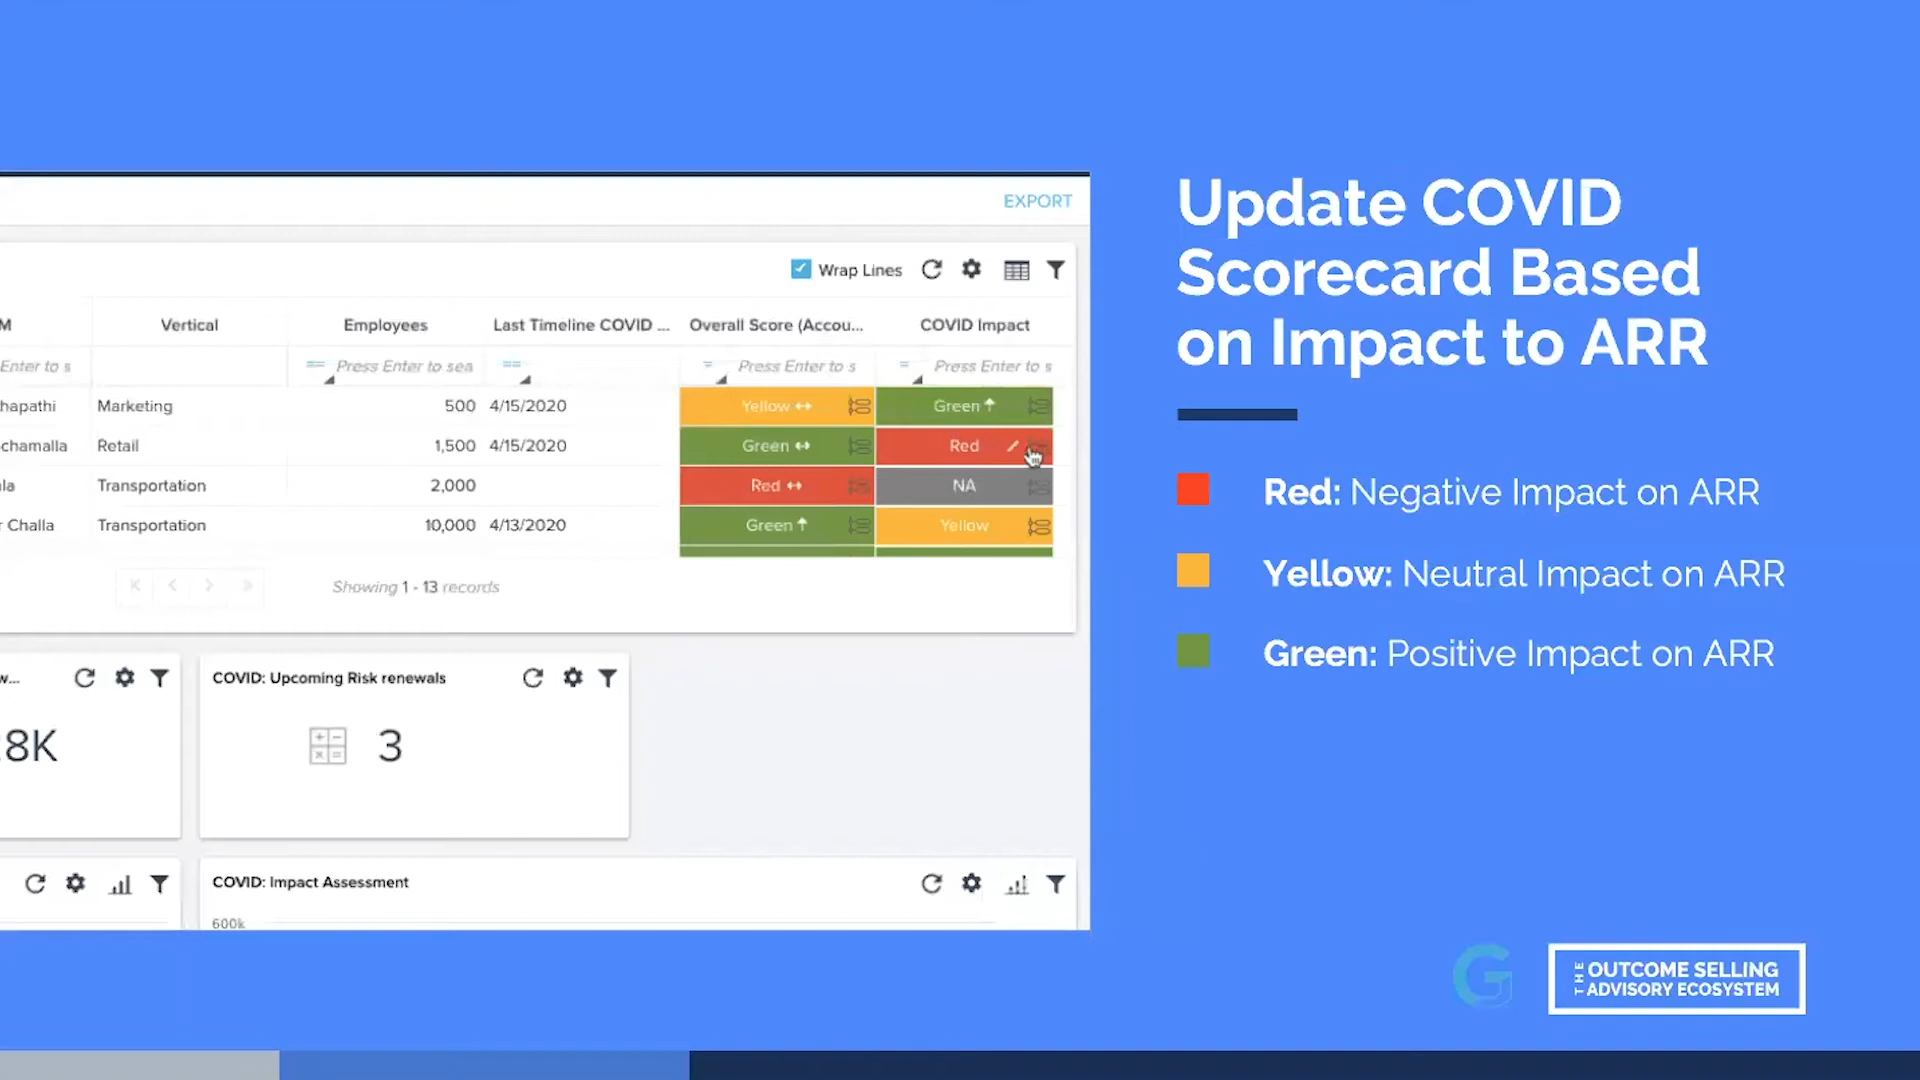 EXPORT
Wrap Lines
M Vertical Employees Last Timeline COVID ... Overall Score (Accou... COVID Impact
Enter to s Press Enter to sea Press Enter to s Press Enter to s
hapathi Marketing 500 4/15/2020 Yellow Green
chamalla Retail 1,500 4/15/2020 Green Red
la Transportation 2,000 Red NA
r Challa Transportation 10,000 4/13/2020 Green Yellow
Showing 1 - 13 records
w... COVID: Upcoming Risk renewals
8K 3
COVID: Impact Assessment
600k
Update COVID
Scorecard Based
on Impact to ARR
Red: Negative Impact on ARR
Yellow: Neutral Impact on ARR
Green: Positive Impact on ARR
G
THE OUTCOME SELLING
ADVISORY ECOSYSTEM